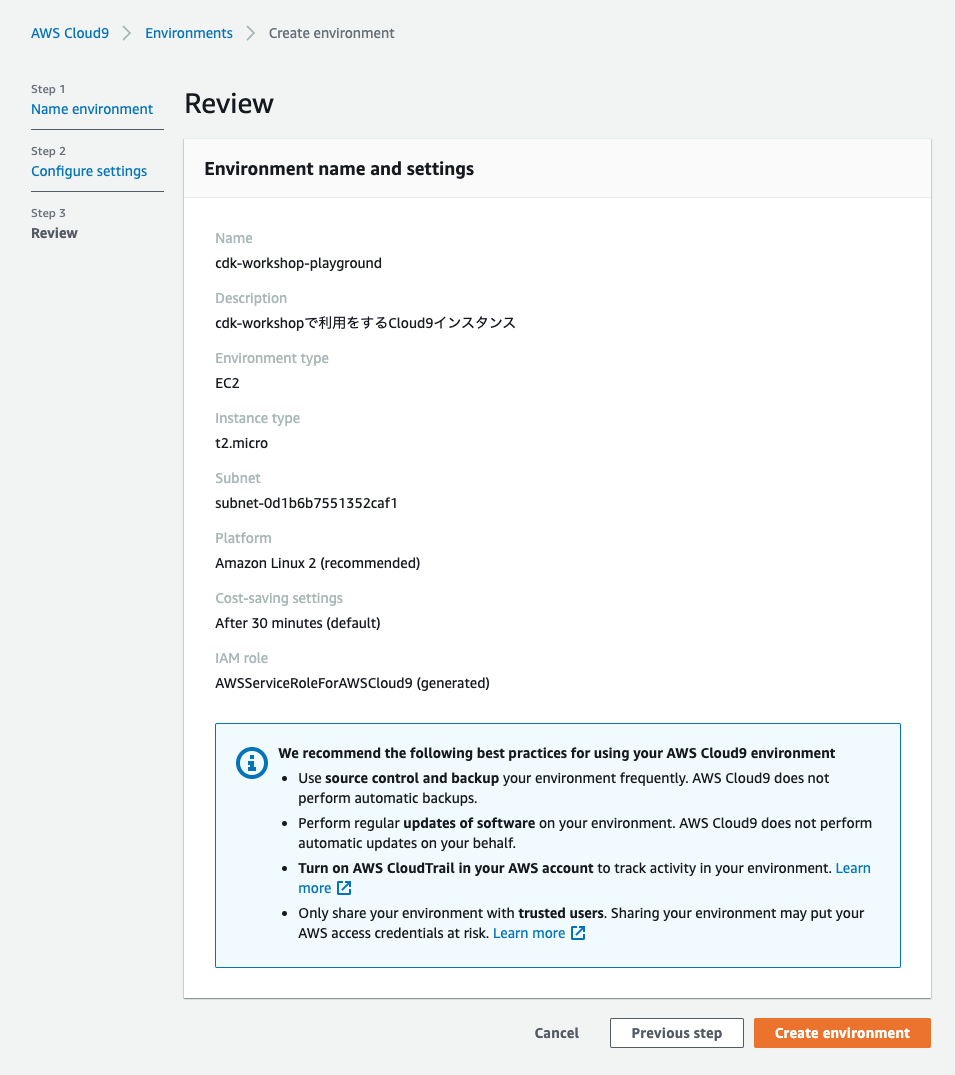 AWS Cloud9 > Environments > Create environment
Step 1
Name environment
Step 2
Configure settings
Step 3
Review
Review
Environment name and settings
Name
cdk-workshop-playground
Description
cdk-workshopで利用をするCloud9インスタンス
Environment type
EC2
Instance type
t2.micro
Subnet
subnet-0d1b6b7551352caf1
Platform
Amazon Linux 2 (recommended)
Cost-saving settings
After 30 minutes (default)
IAM role
AWSServiceRoleForAWSCloud9 (generated)
We recommend the following best practices for using your AWS Cloud9 environment
• Use source control and backup your environment frequently. AWS Cloud9 does not
perform automatic backups.
• Perform regular updates of software on your environment. AWS Cloud9 does not perform
automatic updates on your behalf.
• Turn on AWS CloudTrail in your AWS account to track activity in your environment. Learn
more
• Only share your environment with trusted users. Sharing your environment may put your
AWS access credentials at risk. Learn more
Cancel
Previous step
Create environment